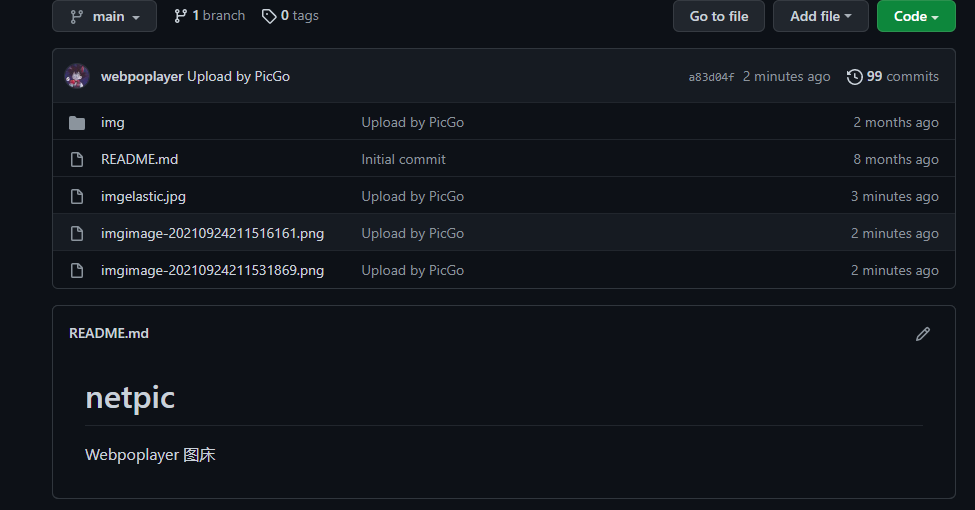 main 1 branch 0 tags Go to file Add file Code
webpoplayer Upload by PicGo a83d04f 2 minutes ago 99 commits
img Upload by PicGo 2 months ago
README.md Initial commit 8 months ago
imgelastic.jpg Upload by PicGo 3 minutes ago
imgimage-20210924211516161.png Upload by PicGo 2 minutes ago
imgimage-20210924211531869.png Upload by PicGo 2 minutes ago
README.md
netpic
Webpoplayer 图床